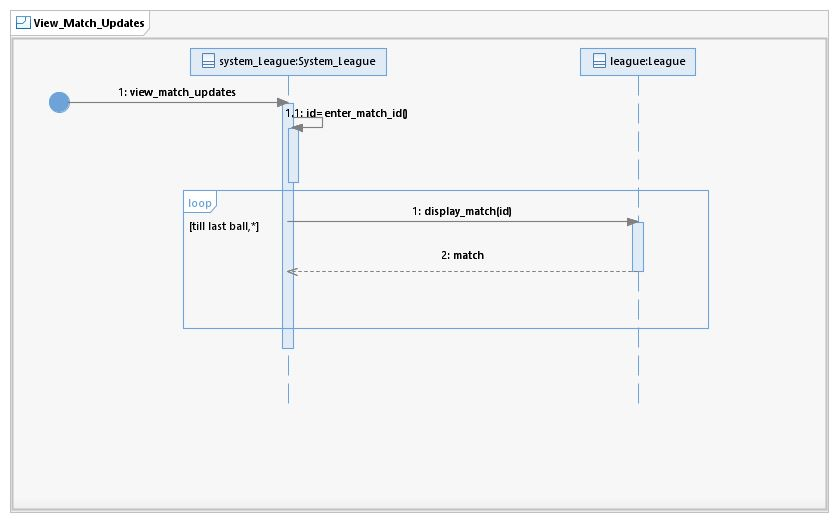 View_Match_Updates
system_League:System_League
league:League
1: view_match_updates
1.1: id= enter_match_id()
loop
1: display_match(id)
[till last ball,*]
2: match